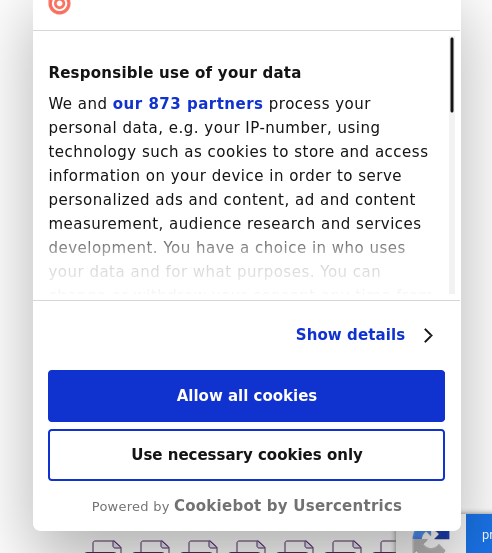 Responsible use of your data
We and our 873 partners process your
personal data, e.g. your IP-number, using
technology such as cookies to store and access
information on your device in order to serve
personalized ads and content, ad and content
measurement, audience research and services
development. You have a choice in who uses
your data and for what purposes. You can
Show details
Allow all cookies
Use necessary cookies only
Powered by Cookiebot by Usercentrics